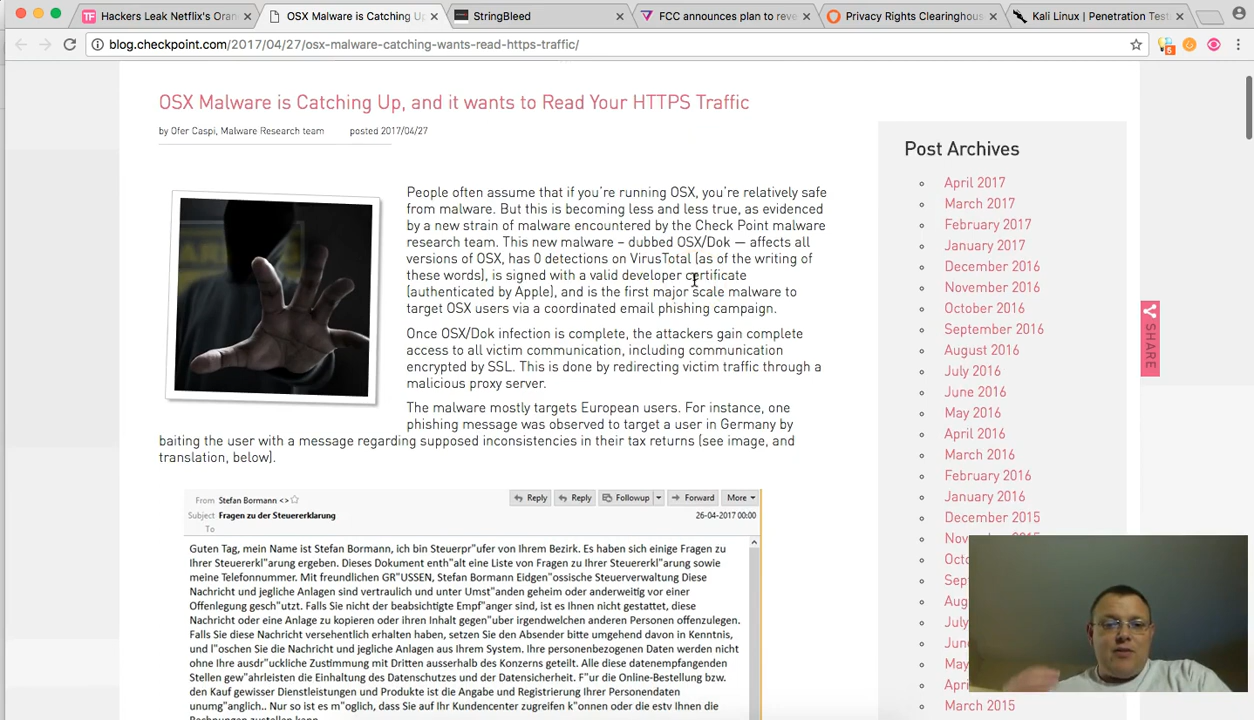 Hackers Leak Netflix's Oran
OSX Malware is Catching Up
StringBleed
FCC announces plan to reve
Privacy Rights Clearinghous
Kali Linux | Penetration Test
blog.checkpoint.com/2017/04/27/osx-malware-catching-wants-read-https-traffic/
5
OSX Malware is Catching Up, and it wants to Read Your HTTPS Traffic
by Ofer Caspi, Malware Research team posted 2017/04/27
People often assume that if you're running OSX, you're relatively safe
from malware. But this is becoming less and less true, as evidenced
by a new strain of malware encountered by the Check Point malware
research team. This new malware – dubbed OSX/Dok — affects all
versions of OSX, has 0 detections on VirusTotal (as of the writing of
these words), is signed with a valid developer certificate
(authenticated by Apple), and is the first major scale malware to
target OSX users via a coordinated email phishing campaign.
Once OSX/Dok infection is complete, the attackers gain complete
access to all victim communication, including communication
encrypted by SSL. This is done by redirecting victim traffic through a
malicious proxy server.
The malware mostly targets European users. For instance, one
phishing message was observed to target a user in Germany by
baiting the user with a message regarding supposed inconsistencies in their tax returns (see image, and
translation, below).
From Stefan Bormann <>
Reply Reply Followup Forward More
Subject Fragen zu der Steuererklarung
26-04-2017 00:00
To
Guten Tag, mein Name ist Stefan Bormann, ich bin Steuerpr"ufer von Ihrem Bezirk. Es haben sich einige Fragen zu
Ihrer Steuererkl"arung ergeben. Dieses Dokument enth"alt eine Liste von Fragen zu Ihrer Steuererkl"arung sowie
meine Telefonnummer. Mit freundlichen GR"USSEN, Stefan Bormann Eidgen"ossische Steuerverwaltung Diese
Nachricht und jegliche Anlagen sind vertraulich und unter Umst"anden geheim oder anderweitig vor einer
Offenlegung gesch"utzt. Falls Sie nicht der beabsichtigte Empf"anger sind, ist es Ihnen nicht gestattet, diese
Nachricht oder eine Anlage zu kopieren oder ihren Inhalt gegen"uber irgendwelchen anderen Personen offenzulegen.
Falls Sie diese Nachricht versehentlich erhalten haben, setzen Sie den Absender bitte umgehend davon in Kenntnis,
und l"oschen Sie die Nachricht und jegliche Anlagen aus Ihrem System. Ihre personenbezogenen Daten werden nicht
ohne Ihre ausdr"uckliche Zustimmung mit Dritten ausserhalb des Konzerns geteilt. Alle diese datenempfangenden
Stellen gew"ahrleisten die Einhaltung des Datenschutzes und der Datensicherheit. F"ur die Online-Bestellung bzw.
den Kauf gewisser Dienstleistungen und Produkte ist die Angabe und Registrierung Ihrer Personendaten
unumg"anglich.. Nur so ist es m"oglich, dass Sie auf Ihr Kundencenter zugreifen k"onnen oder die estv Ihnen die
Rechnungen zustellen kann
Post Archives
April 2017
March 2017
February 2017
January 2017
December 2016
November 2016
October 2016
September 2016
August 2016
July 2016
June 2016
May 2016
April 2016
March 2016
February 2016
January 2016
December 2015
Nov
Octo
Sep
Aug
July
June
May
Apri
March 2015
SHARE